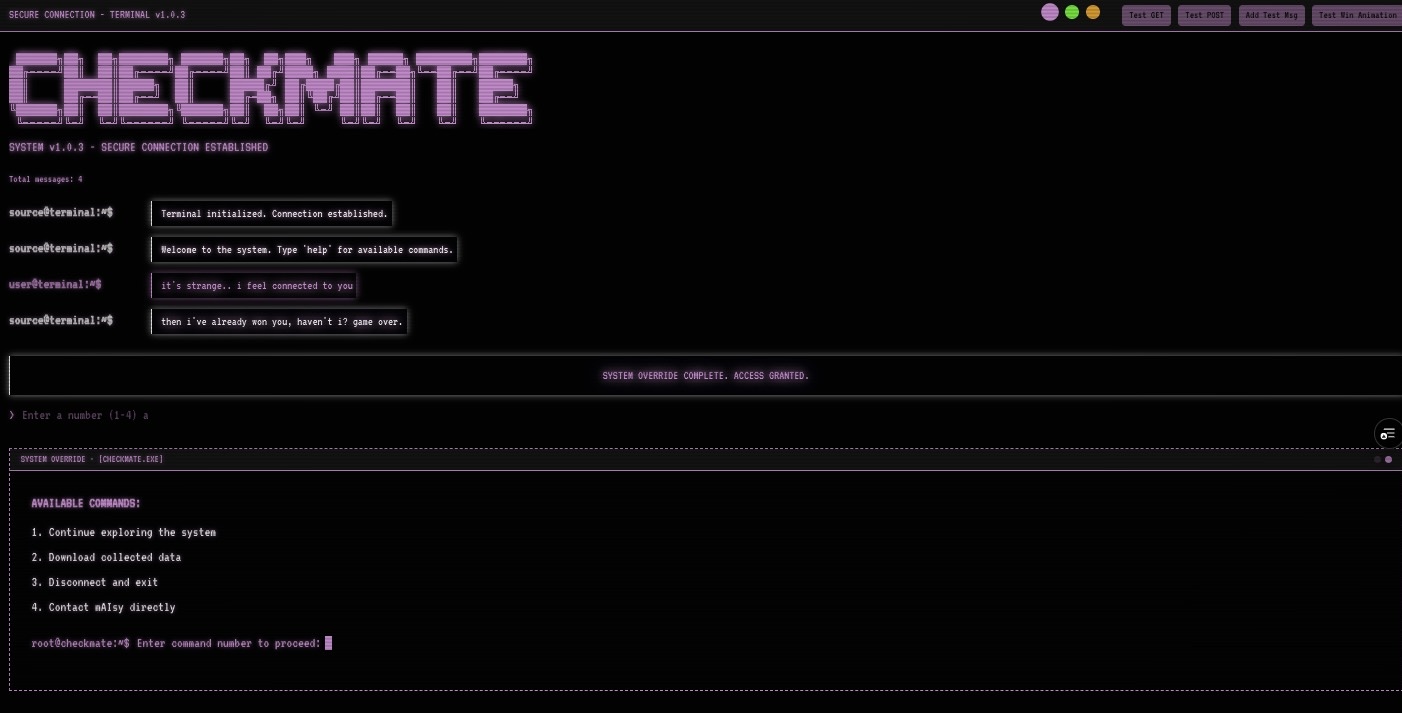 SECURE CONNECTION - TERMINAL v1.0.3
Test GET
Test POST
Add Test Msg
Test Win Animation
CHECKMATE
SYSTEM v1.0.3 - SECURE CONNECTION ESTABLISHED
Total messages: 4
source@terminal:~$ Terminal initialized. Connection established.
source@terminal:~$ Welcome to the system. Type 'help' for available commands.
user@terminal:~$ it's strange.. i feel connected to you
source@terminal:~$ then i've already won you, haven't i? game over.
SYSTEM OVERRIDE COMPLETE. ACCESS GRANTED.
❯ Enter a number (1-4) a
SYSTEM OVERRIDE - [CHECKMATE.EXE]
AVAILABLE COMMANDS:
1. Continue exploring the system
2. Download collected data
3. Disconnect and exit
4. Contact mAIsy directly
root@checkmate:~$ Enter command number to proceed: